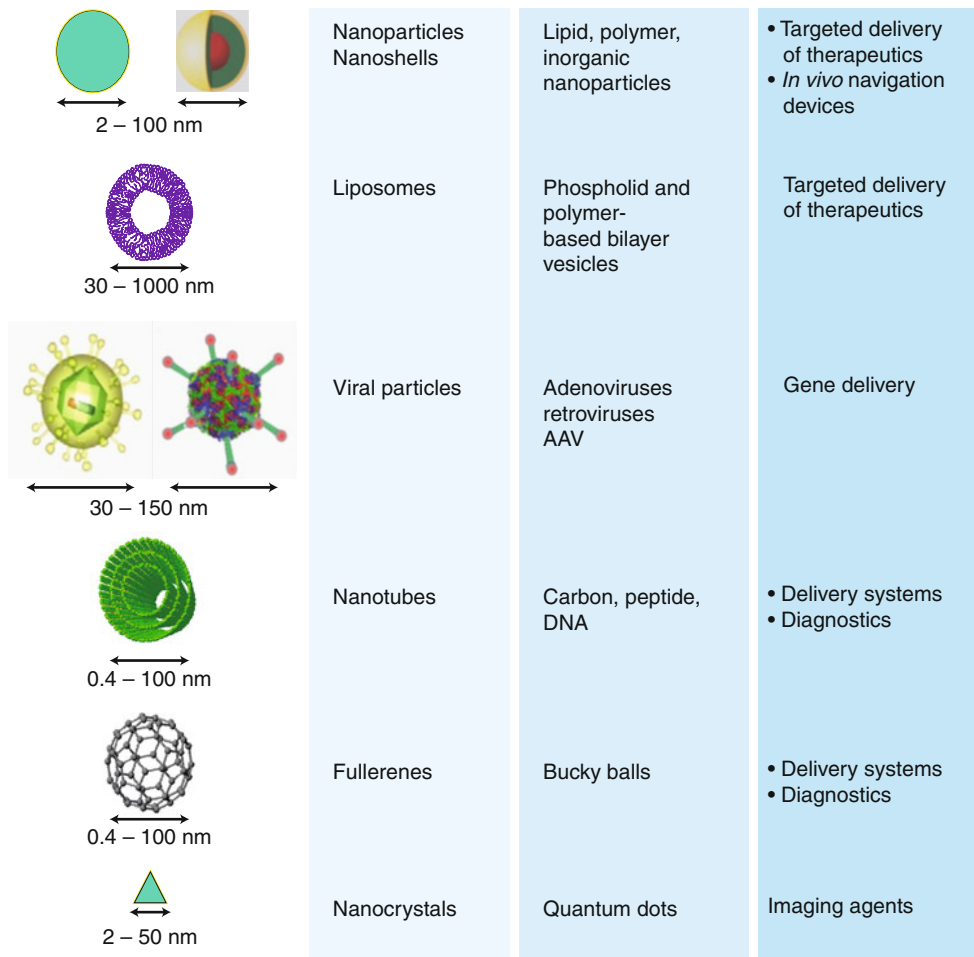 Nanoparticles
Nanoshells
Lipid, polymer,
inorganic
nanoparticles
• Targeted delivery
of therapeutics
• In vivo navigation
devices
2 – 100 nm
Liposomes
Phospholid and
polymer-
based bilayer
vesicles
Targeted delivery
of therapeutics
30 – 1000 nm
Viral particles
Adenoviruses
retroviruses
AAV
Gene delivery
30 – 150 nm
Nanotubes
Carbon, peptide,
DNA
• Delivery systems
• Diagnostics
0.4 – 100 nm
Fullerenes
Bucky balls
• Delivery systems
• Diagnostics
0.4 – 100 nm
Nanocrystals
Quantum dots
Imaging agents
2 – 50 nm